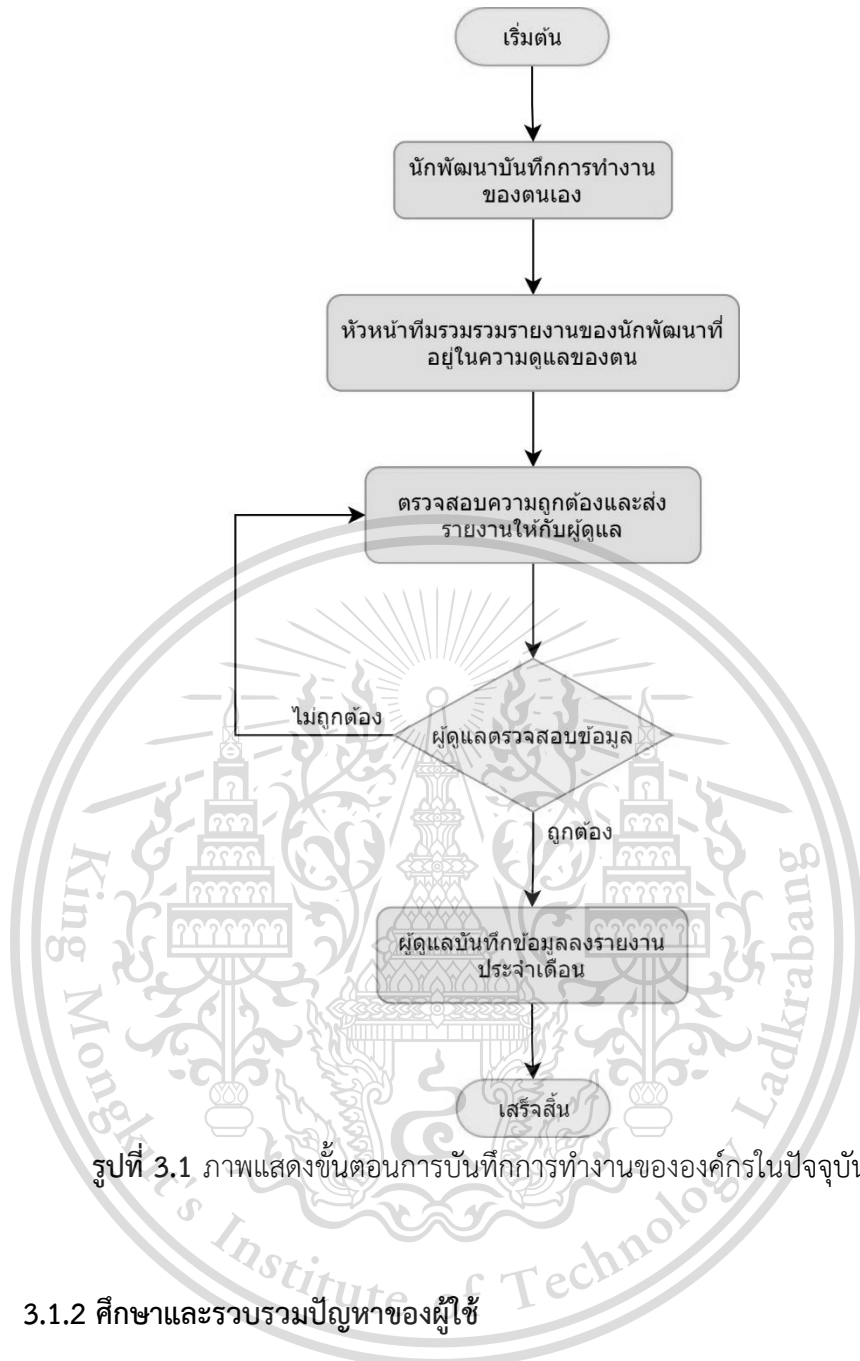 เริ่มต้น
นักพัฒนาบันทึกการทำงาน
ของตนเอง
หัวหน้าทีมรวมรวมรายงานของนักพัฒนาที่
อยู่ในความดูแลของตน
ตรวจสอบความถูกต้องและส่ง
รายงานให้กับผู้ดูแล
ไม่ถูกต้อง
ผู้ดูแลตรวจสอบข้อมูล
ถูกต้อง
ผู้ดูแลบันทึกข้อมูลลงรายงาน
ประจำเดือน
เสร็จสิ้น
รูปที่ 3.1 ภาพแสดงขั้นตอนการบันทึกการทำงานขององค์กรในปัจจุบัน
3.1.2 ศึกษาและรวบรวมปัญหาของผู้ใช้
King Mongkut's Institute of Technology Ladkrabang